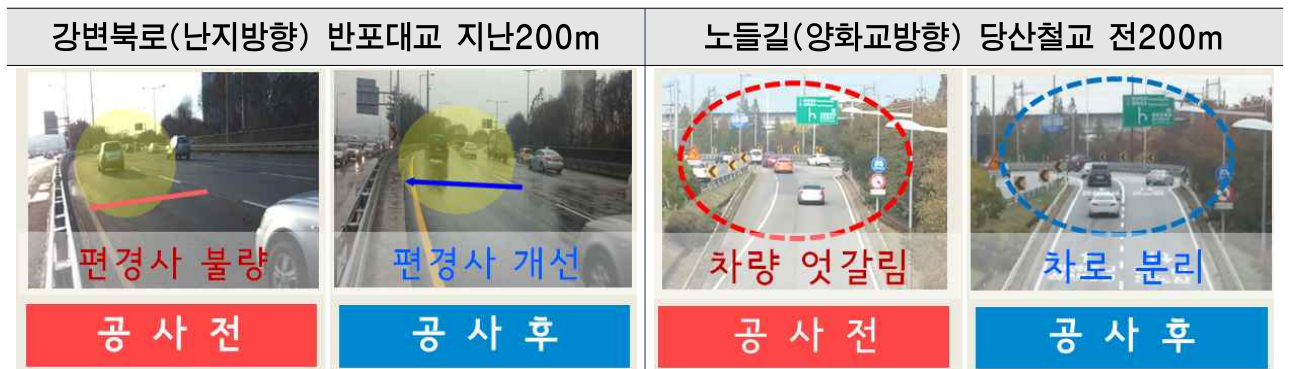 강변북로(난지방향) 반포대교 지난200m
노들길(양화교방향) 당산철교 전200m
편경사 불량
편경사 개선
차량 엇갈림
차로 분리
공 사 전
공 사 후
공 사 전
공 사 후